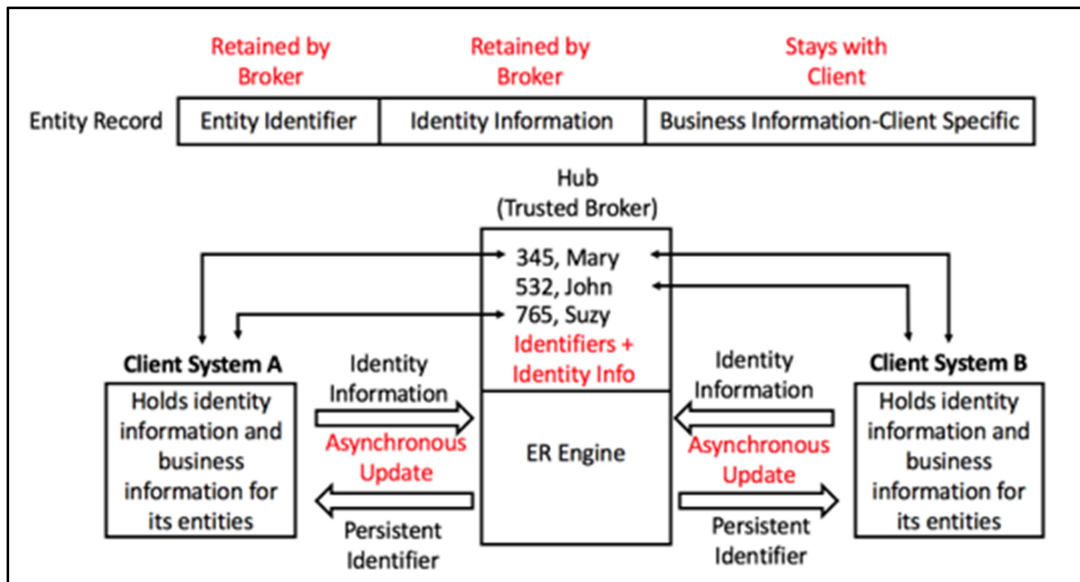 Retained by
Broker
Retained by
Broker
Stays with
Client
Entity Record
Entity Identifier
Identity Information
Business Information-Client Specific
Hub
(Trusted Broker)
345, Mary
532, John
765, Suzy
Identifiers +
Identity Info
ER Engine
Client System A
Holds identity
information and
business
information for
its entities
Identity
Information
Asynchronous
Update
Persistent
Identifier
Identity
Information
Asynchronous
Update
Persistent
Identifier
Client System B
Holds identity
information and
business
information for
its entities